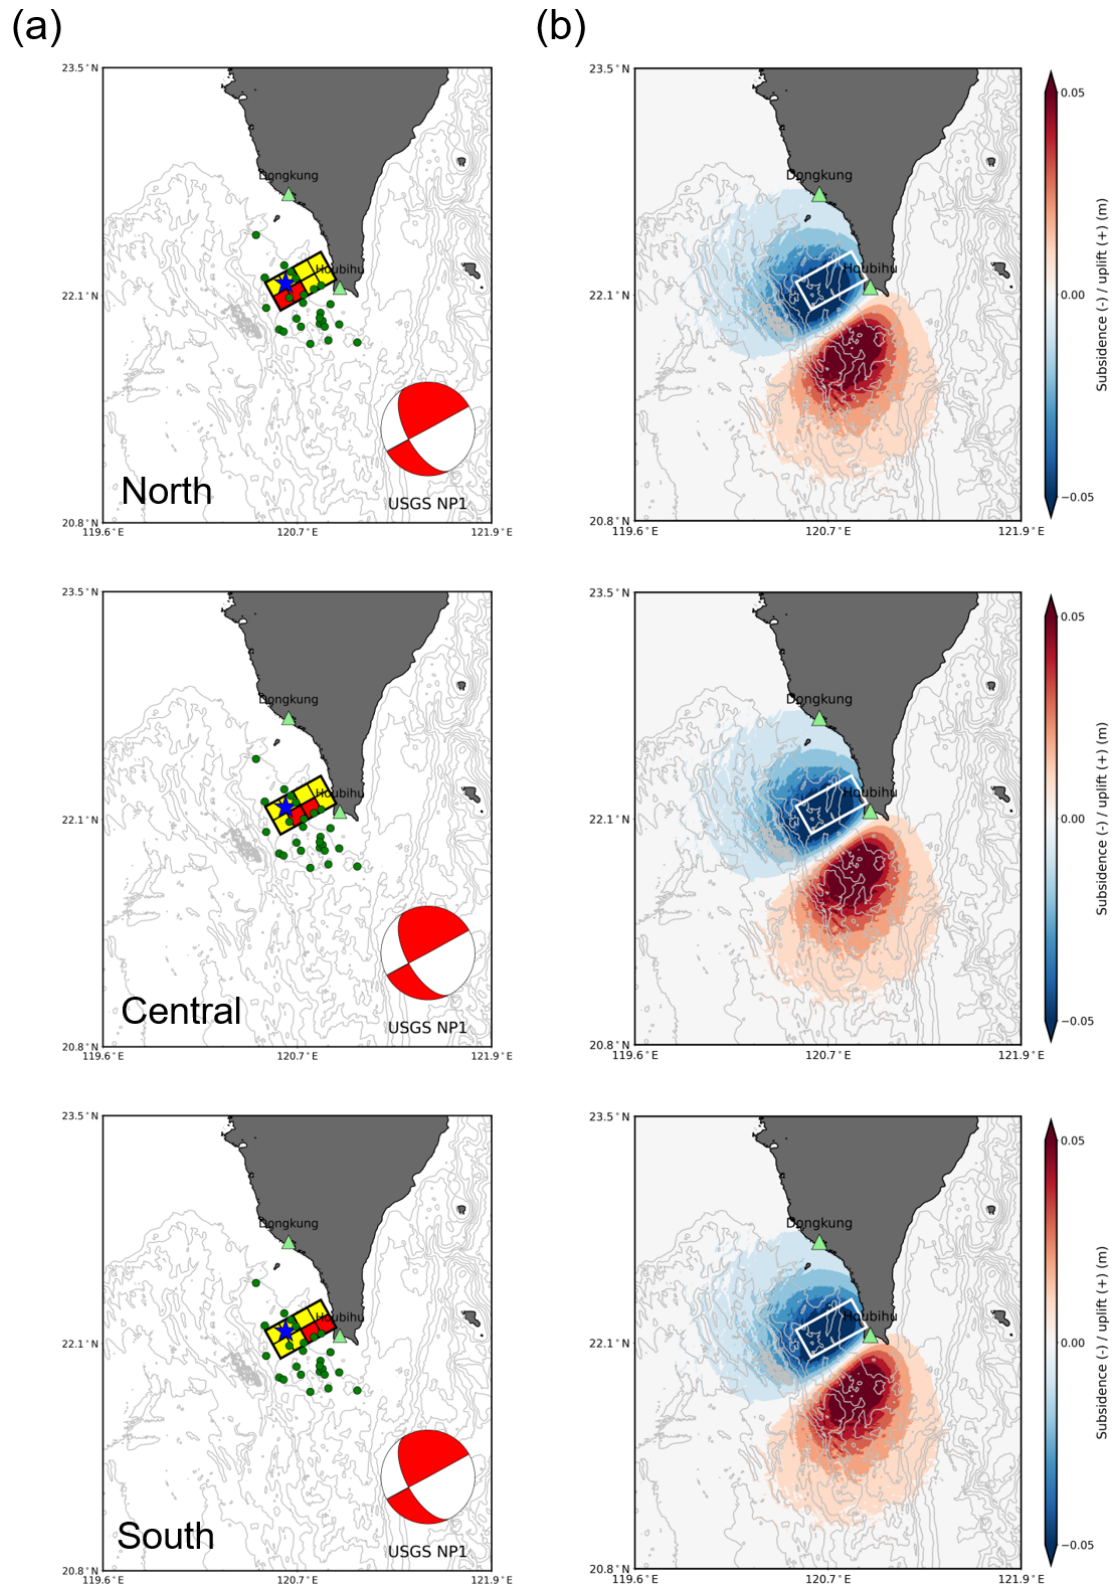 (a)
(b)
23.5°N
Dongkung
Houbihu
22.1°N
North
USGS NP1
20.8°N
119.6°E
120.7°E
121.9°E
23.5°N
Dongkung
Houbihu
22.1°N
20.8°N
119.6°E
120.7°E
121.9°E
0.05
0.00
−0.05
Subsidence (-) / uplift (+) (m)
23.5°N
Dongkung
Houbihu
22.1°N
Central
USGS NP1
20.8°N
119.6°E
120.7°E
121.9°E
23.5°N
Dongkung
Houbihu
22.1°N
20.8°N
119.6°E
120.7°E
121.9°E
0.05
0.00
−0.05
Subsidence (-) / uplift (+) (m)
23.5°N
Dongkung
Houbihu
22.1°N
South
USGS NP1
20.8°N
119.6°E
120.7°E
121.9°E
23.5°N
Dongkung
Houbihu
22.1°N
20.8°N
119.6°E
120.7°E
121.9°E
0.05
0.00
−0.05
Subsidence (-) / uplift (+) (m)